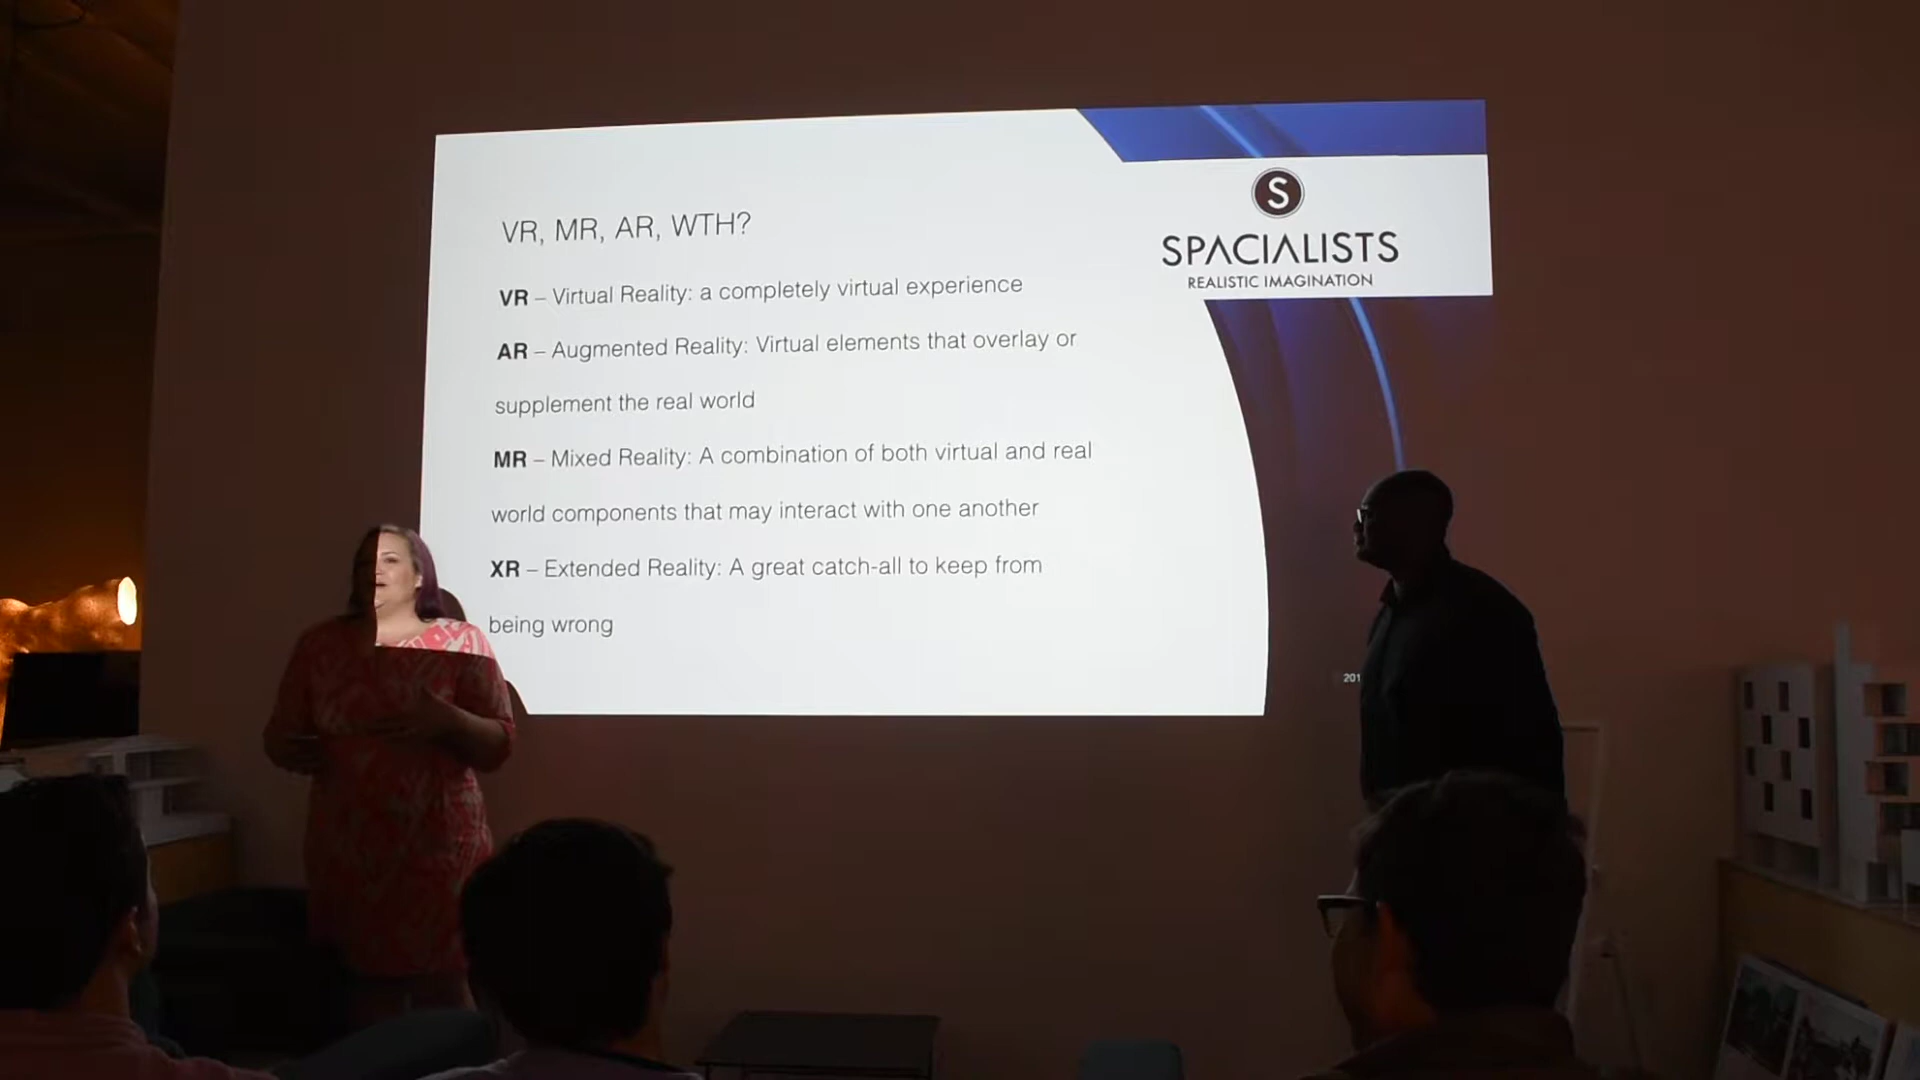 S
SPACIALISTS
REALISTIC IMAGINATION
VR, MR, AR, WTH?
VR – Virtual Reality: a completely virtual experience
AR – Augmented Reality: Virtual elements that overlay or
supplement the real world
MR – Mixed Reality: A combination of both virtual and real
world components that may interact with one another
XR – Extended Reality: A great catch-all to keep from
being wrong
201